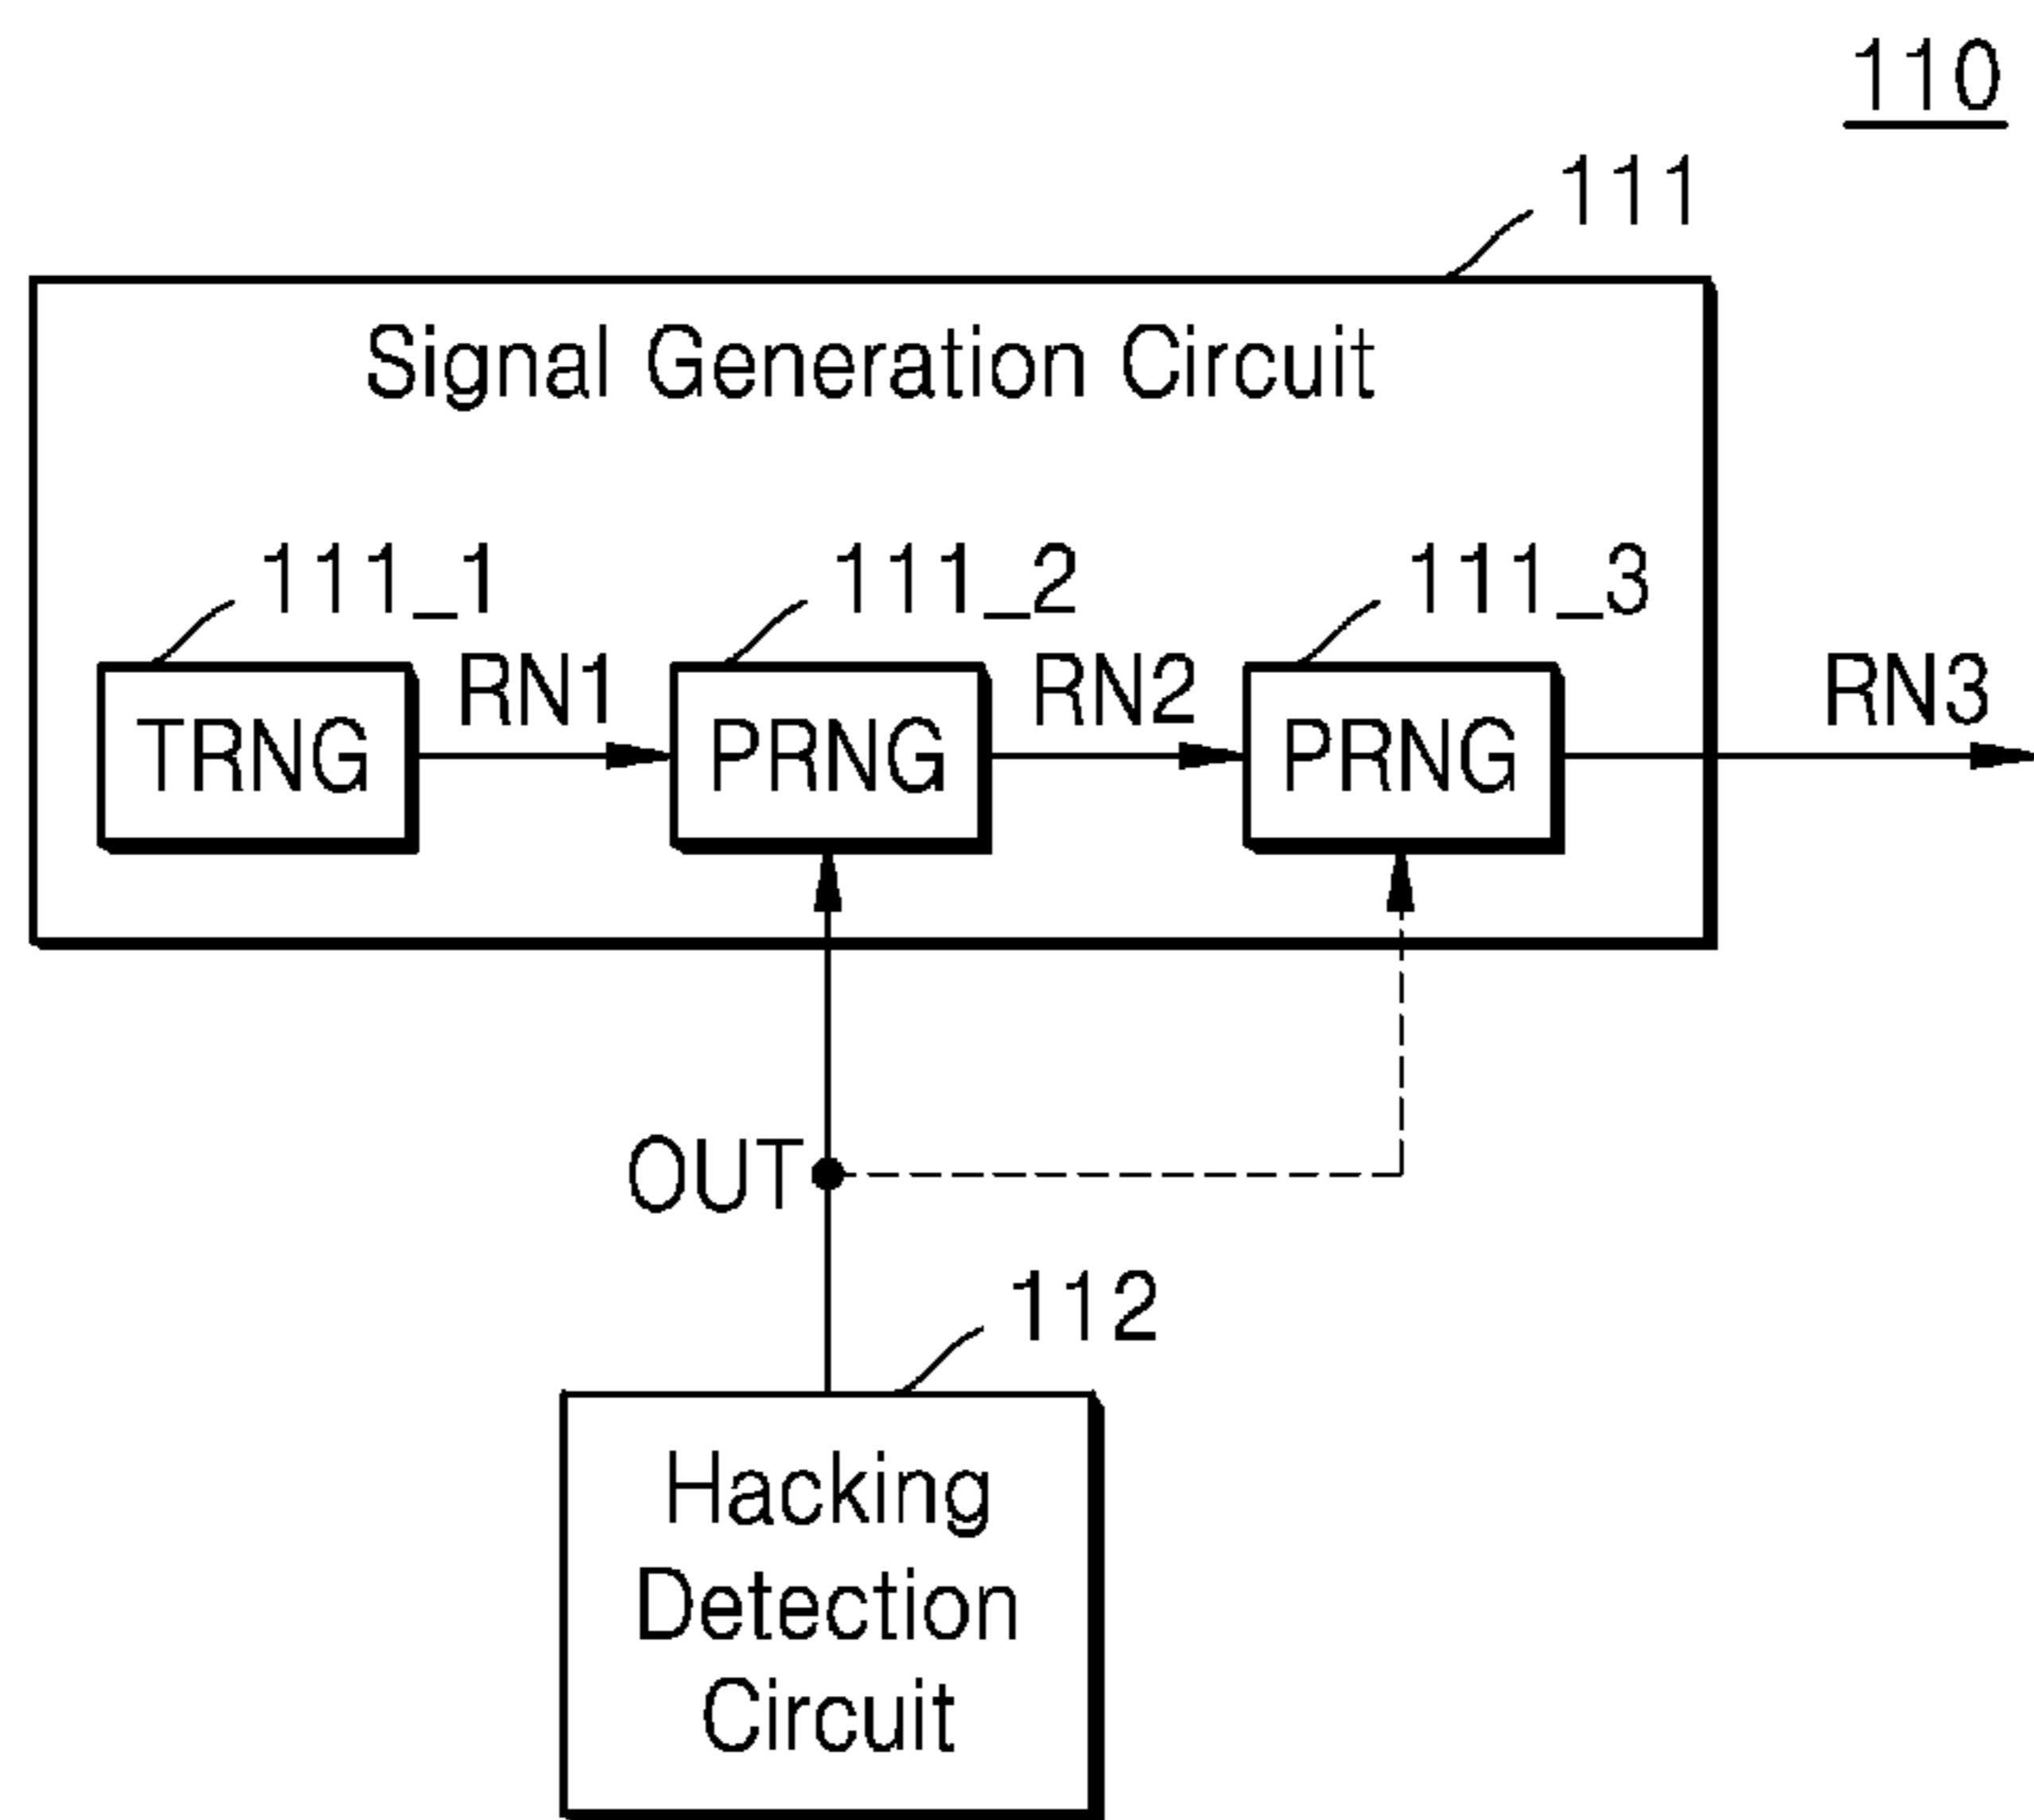 110
111
Signal Generation Circuit
111_1
111_2
111_3
RN1
RN2
RN3
TRNG
PRNG
PRNG
OUT
112
Hacking
Detection
Circuit